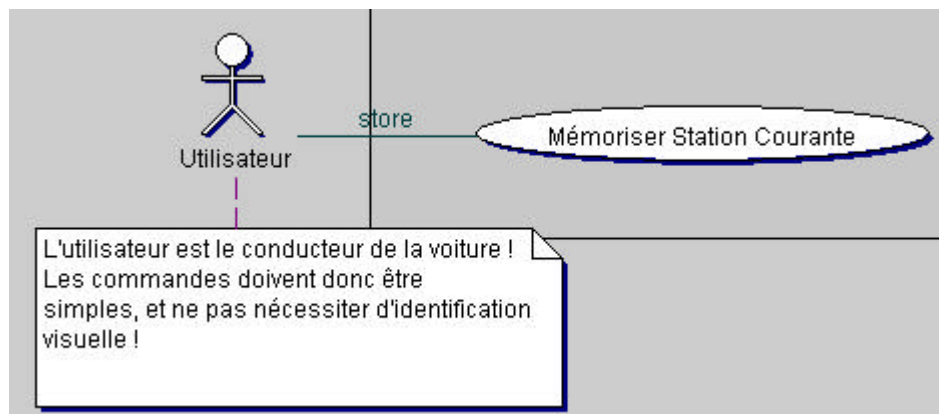 store
Mémoriser Station Courante
Utilisateur
L'utilisateur est le conducteur de la voiture !
Les commandes doivent donc être
simples, et ne pas nécessiter d'identification
visuelle !